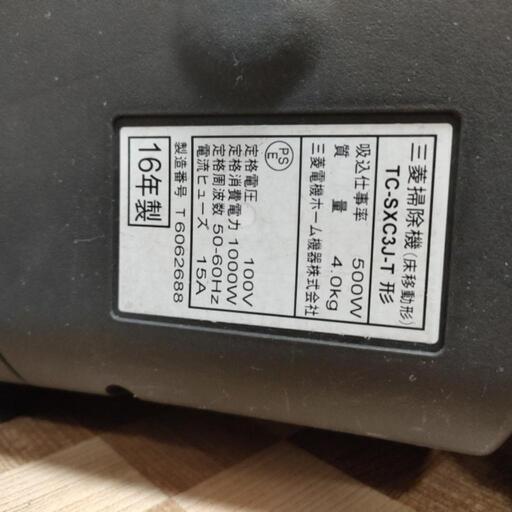 三菱掃除機(床移動形)
TC-SXC3J-T 形
吸込仕事率 500W
質 量 4.0kg
三菱電機ホーム機器株式会社
PS
E
定格電圧 100V
定格消費電力 1000W
定格周波数 50-60Hz
電流ヒューズ 15A
16年製
製造番号 T6062688